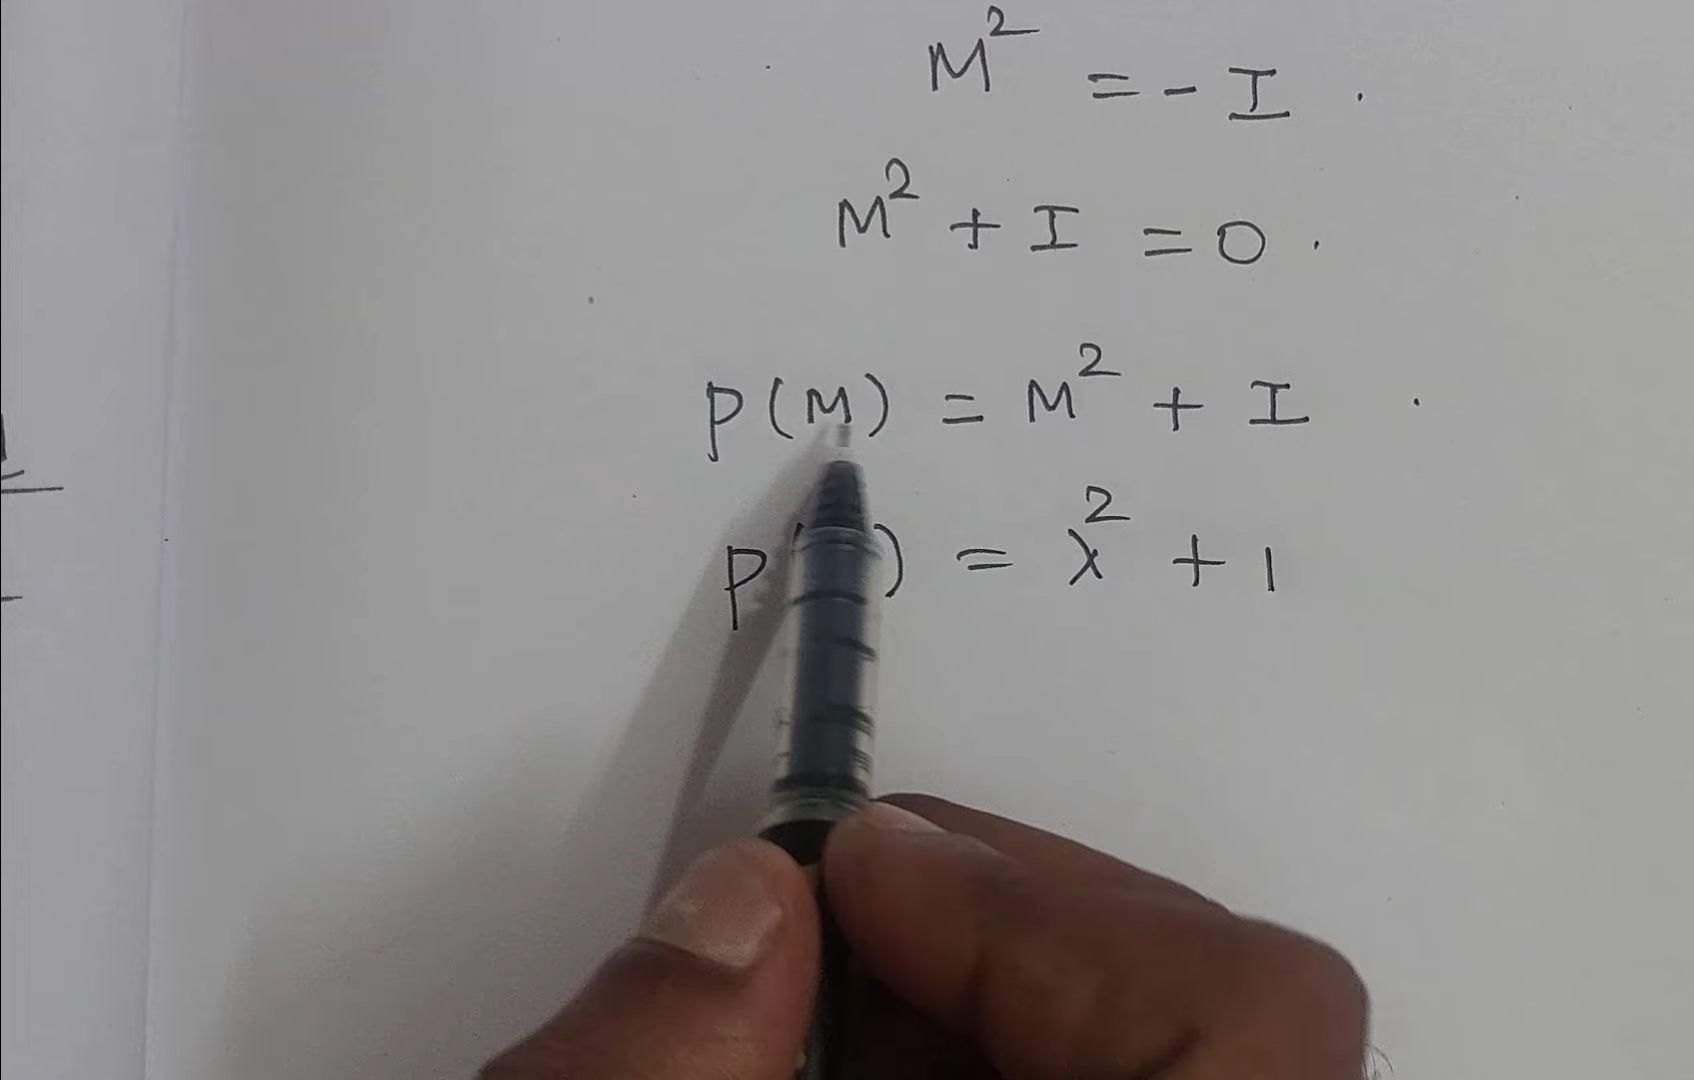 M² = - I .
M² + I = 0 .
P(M) = M² + I .
P( ) = x² + 1